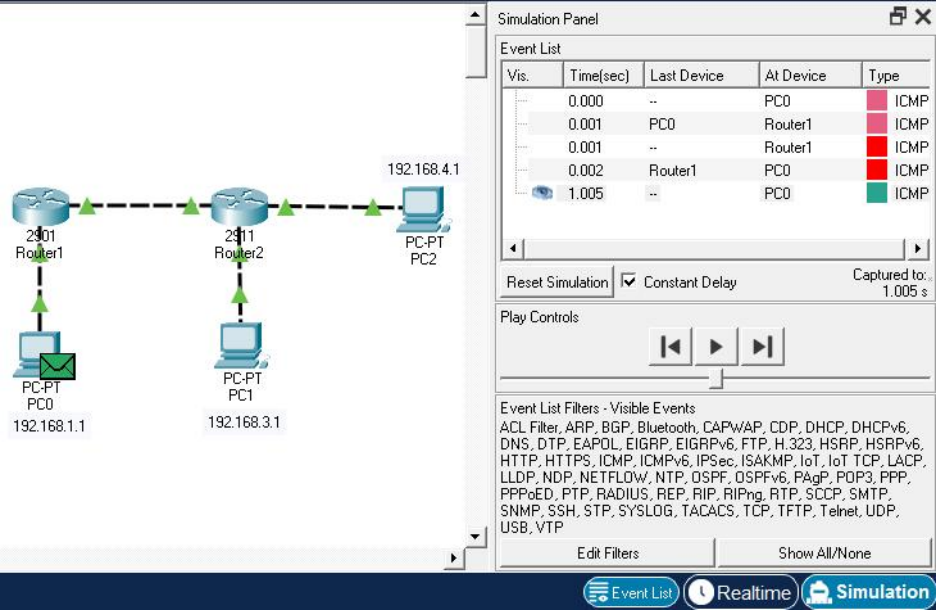 192.168.4.1
2901
Router1
2911
Router2
PC-PT
PC2
PC-PT
PC0
192.168.1.1
PC-PT
PC1
192.168.3.1
Simulation Panel
Event List
Vis. Time(sec) Last Device At Device Type
0.000 -- PC0 ICMP
0.001 PC0 Router1 ICMP
0.001 -- Router1 ICMP
0.002 Router1 PC0 ICMP
1.005 -- PC0 ICMP
Reset Simulation Constant Delay Captured to:
1.005 s
Play Controls
Event List Filters - Visible Events
ACL Filter, ARP, BGP, Bluetooth, CAPWAP, CDP, DHCP, DHCPv6,
DNS, DTP, EAPOL, EIGRP, EIGRPv6, FTP, H.323, HSRP, HSRPv6,
HTTP, HTTPS, ICMP, ICMPv6, IPSec, ISAKMP, IoT, IoT TCP, LACP,
LLDP, NDP, NETFLOW, NTP, OSPF, OSPFv6, PAgP, POP3, PPP,
PPPoED, PTP, RADIUS, REP, RIP, RIPng, RTP, SCCP, SMTP,
SNMP, SSH, STP, SYSLOG, TACACS, TCP, TFTP, Telnet, UDP,
USB, VTP
Edit Filters Show All/None
Event List Realtime Simulation